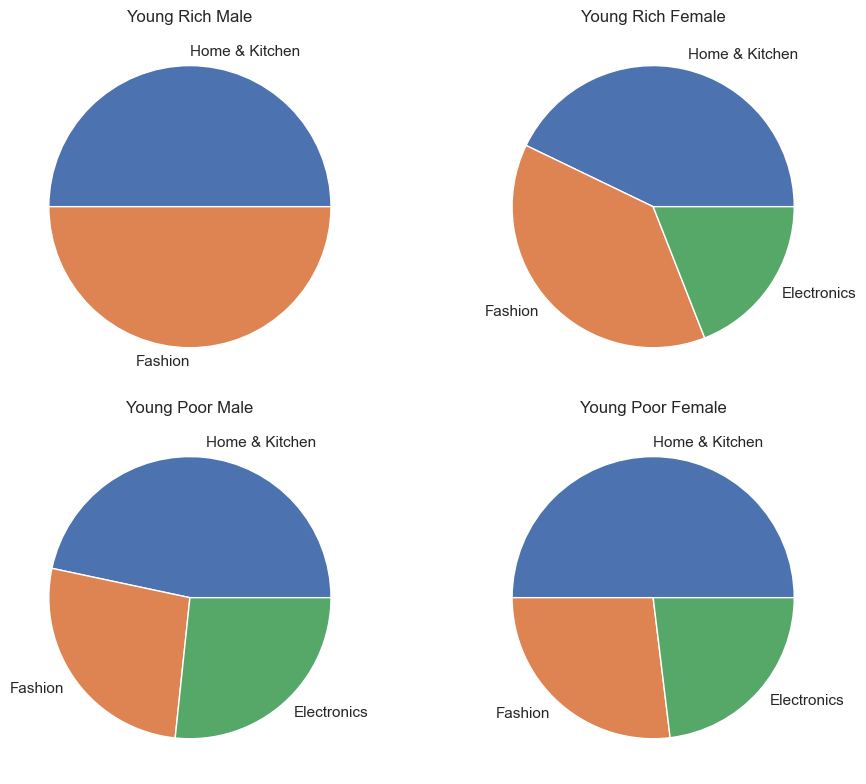 Young Rich Male
Home & Kitchen
Fashion
Young Rich Female
Home & Kitchen
Fashion
Electronics
Young Poor Male
Home & Kitchen
Fashion
Electronics
Young Poor Female
Home & Kitchen
Fashion
Electronics